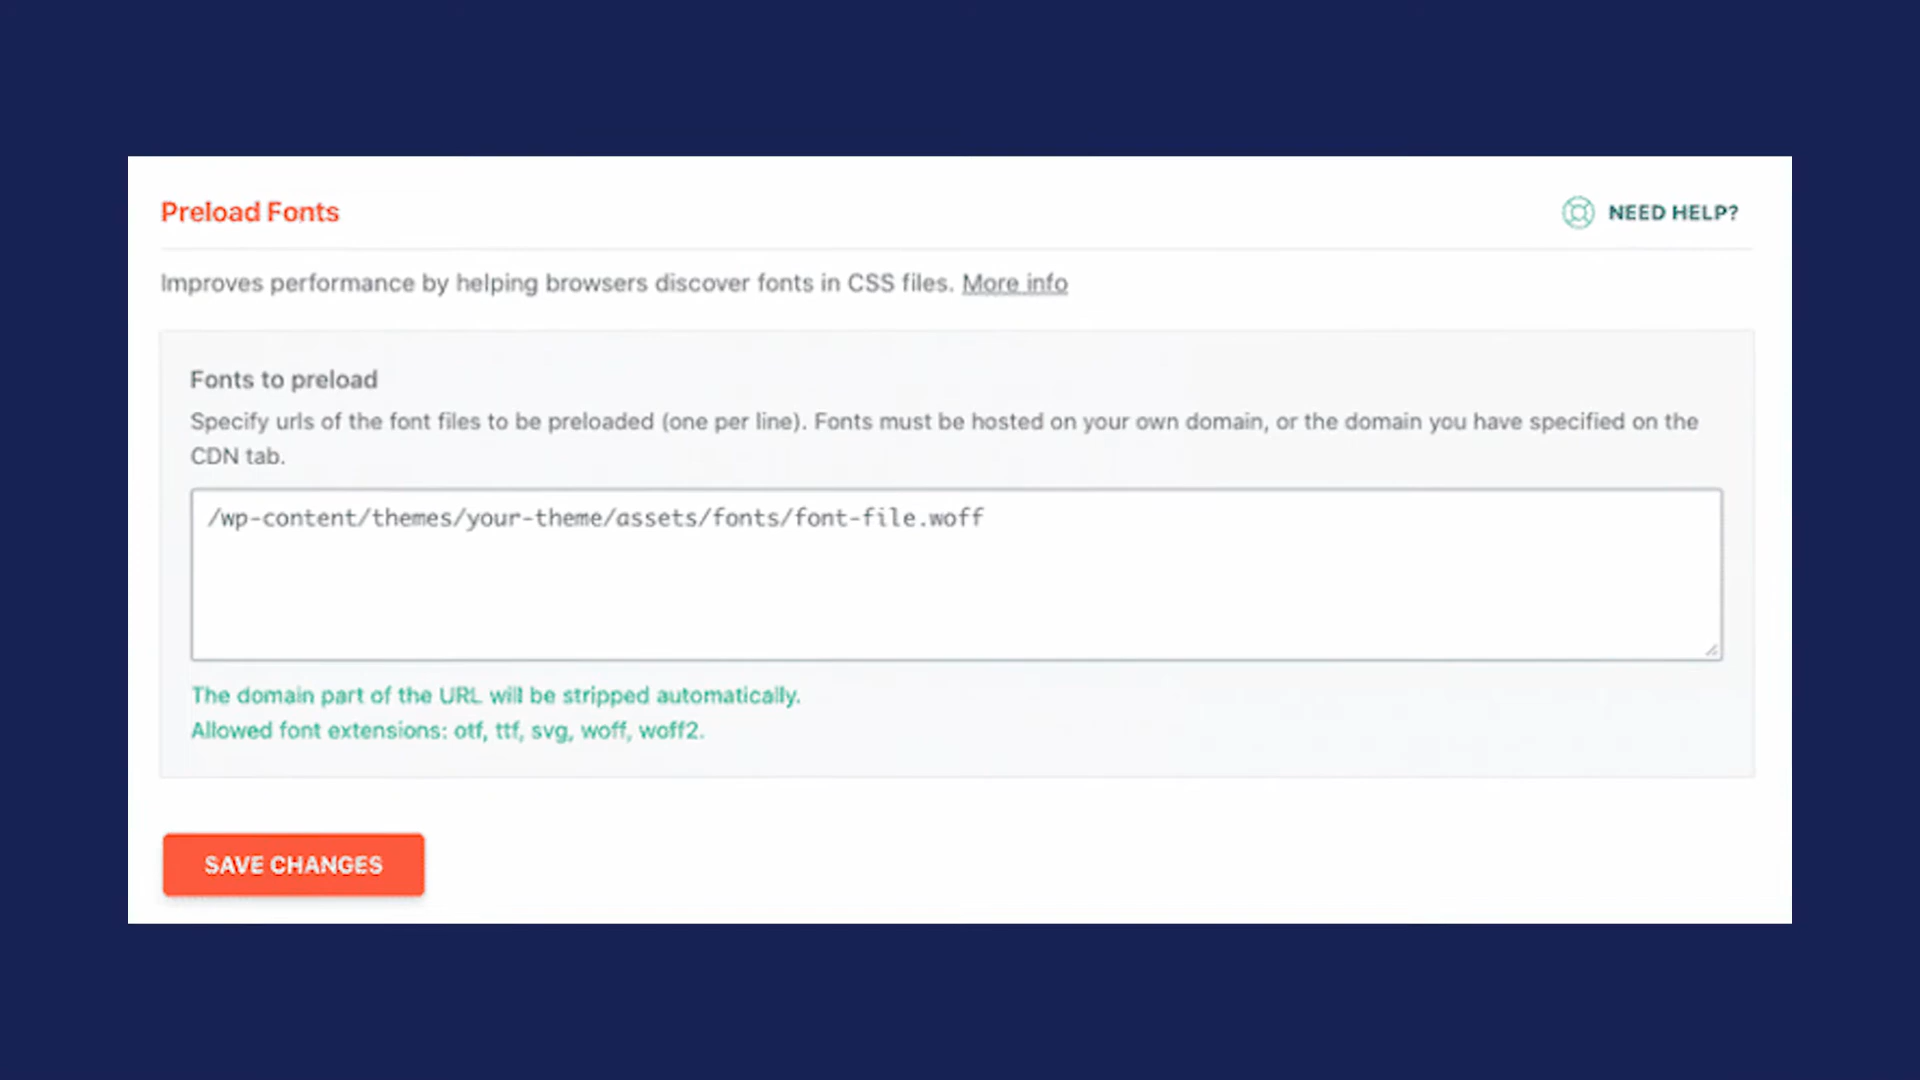 Preload Fonts
NEED HELP?
Improves performance by helping browsers discover fonts in CSS files. More info
Fonts to preload
Specify urls of the font files to be preloaded (one per line). Fonts must be hosted on your own domain, or the domain you have specified on the
CDN tab.
/wp-content/themes/your-theme/assets/fonts/font-file.woff
The domain part of the URL will be stripped automatically.
Allowed font extensions: otf, ttf, svg, woff, woff2.
SAVE CHANGES